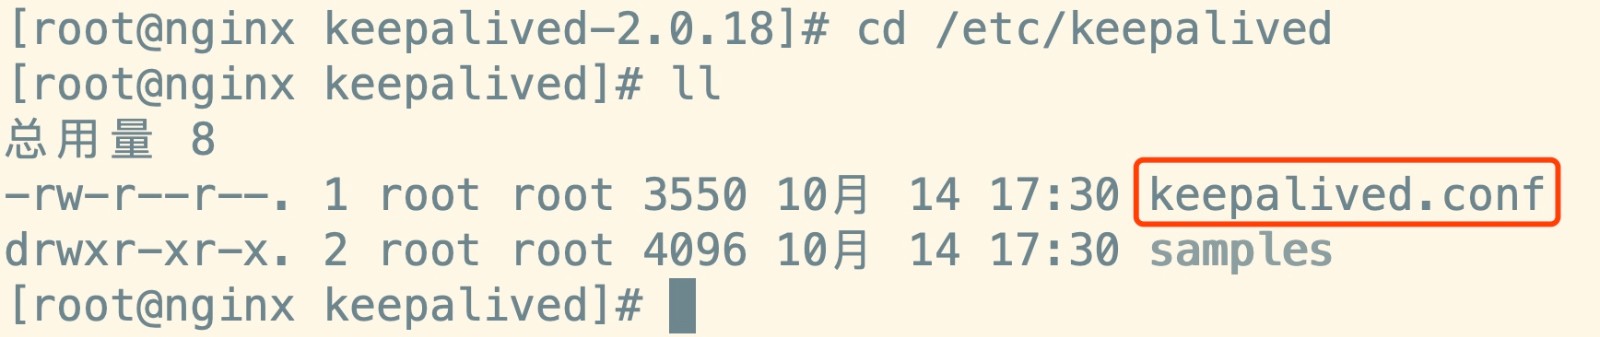 [root@nginx keepalived-2.0.18]# cd /etc/keepalived
[root@nginx keepalived]# ll
总用量 8
-rw-r--r--. 1 root root 3550 10月  14 17:30 keepalived.conf
drwxr-xr-x. 2 root root 4096 10月  14 17:30 samples
[root@nginx keepalived]#